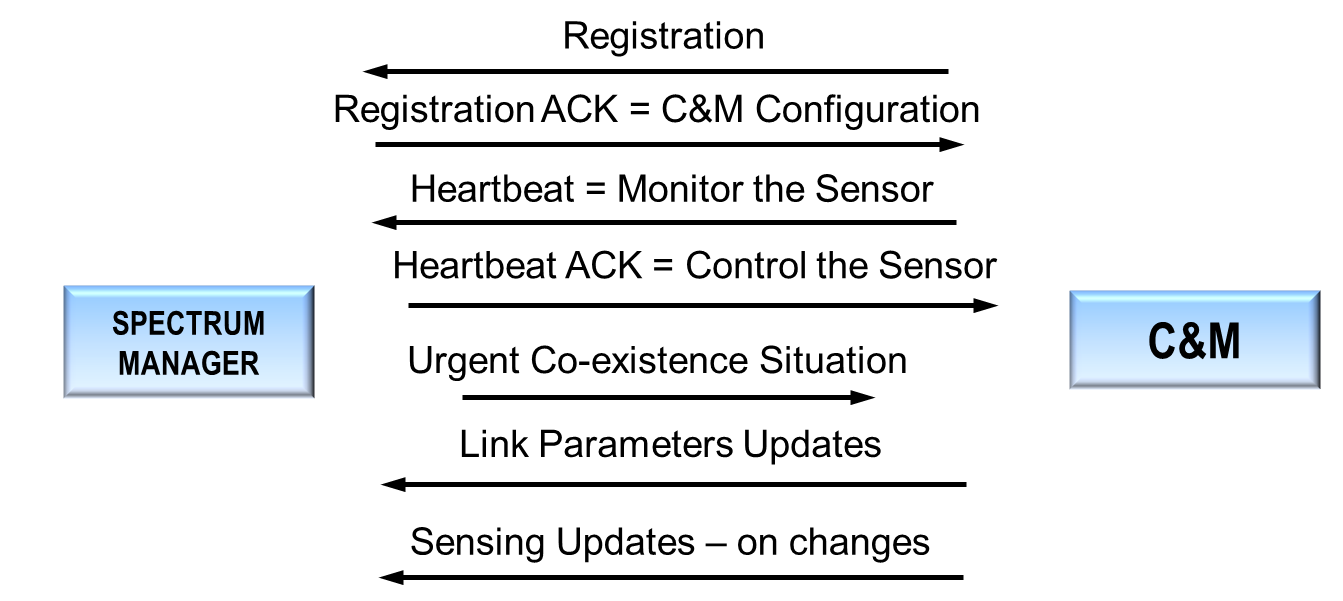 Registration
Registration ACK = C&M Configuration
Heartbeat = Monitor the Sensor
Heartbeat ACK = Control the Sensor
SPECTRUM
MANAGER
C&M
Urgent Co-existence Situation
Link Parameters Updates
Sensing Updates – on changes